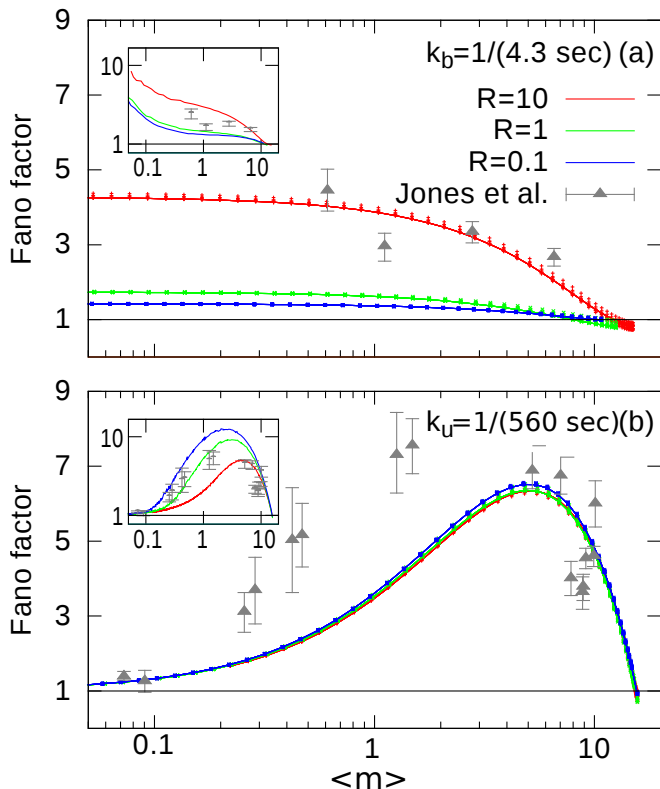 9
k_b=1/(4.3 sec) (a)
10
1
0.1 1 10
R=10
R=1
R=0.1
Jones et al.
7
5
3
1
Fano factor
9
k_u=1/(560 sec)(b)
10
1
0.1 1 10
7
5
3
1
Fano factor
0.1 1 10
<m>